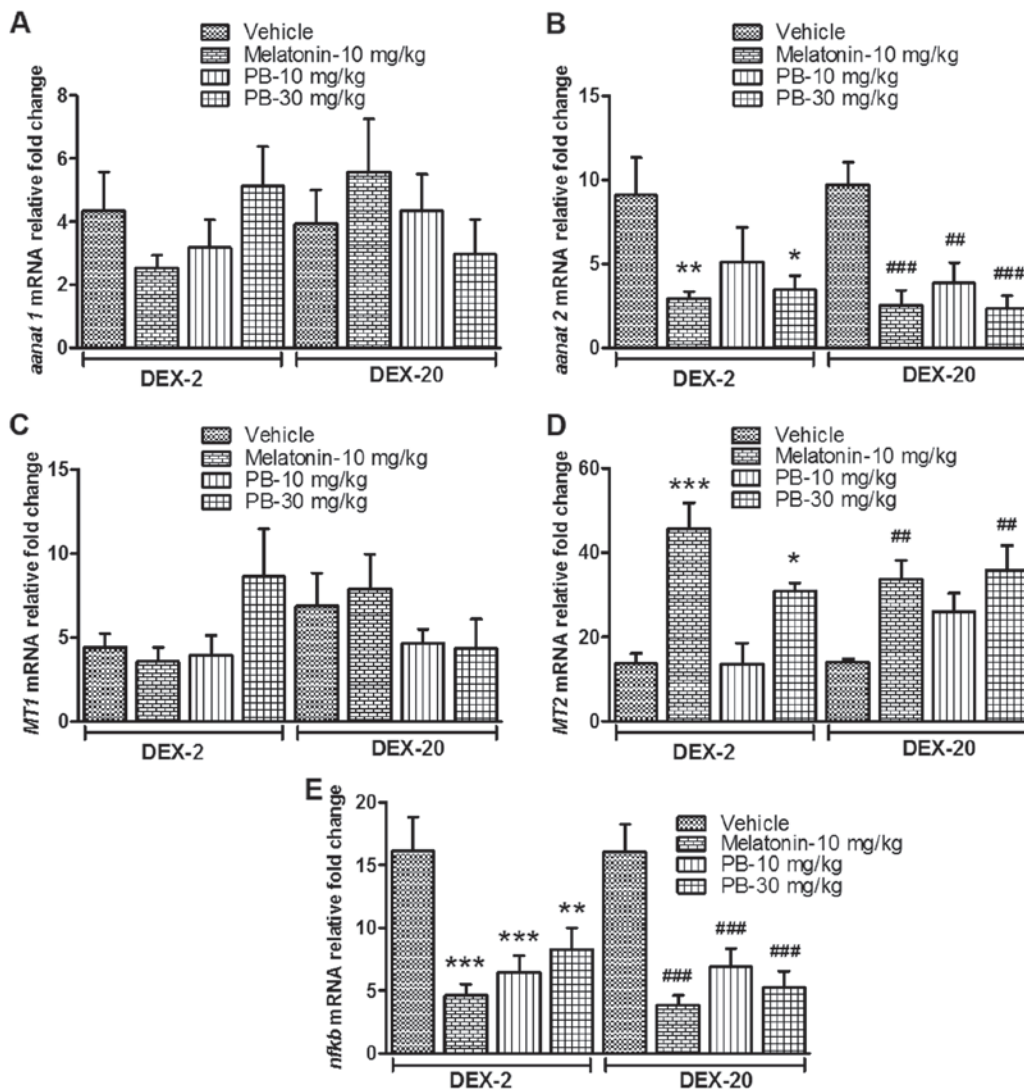 A
Vehicle
Melatonin-10 mg/kg
PB-10 mg/kg
PB-30 mg/kg
aanat 1 mRNA relative fold change
8
6
4
2
0
DEX-2
DEX-20
B
Vehicle
Melatonin-10 mg/kg
PB-10 mg/kg
PB-30 mg/kg
aanat 2 mRNA relative fold change
15
10
5
0
**
*
###
##
###
DEX-2
DEX-20
C
Vehicle
Melatonin-10 mg/kg
PB-10 mg/kg
PB-30 mg/kg
MT1 mRNA relative fold change
15
10
5
0
DEX-2
DEX-20
D
Vehicle
Melatonin-10 mg/kg
PB-10 mg/kg
PB-30 mg/kg
MT2 mRNA relative fold change
60
40
20
0
***
*
##
##
DEX-2
DEX-20
E
Vehicle
Melatonin-10 mg/kg
PB-10 mg/kg
PB-30 mg/kg
nfkb mRNA relative fold change
20
15
10
5
0
***
***
**
###
###
###
DEX-2
DEX-20